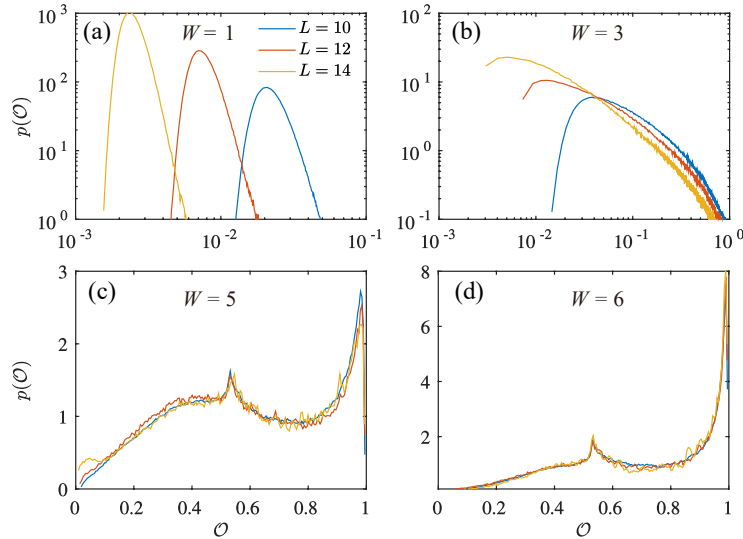 (a) W = 1
L = 10
L = 12
L = 14
p(𝒪)
10^3
10^2
10^1
10^0
10^-3 10^-2 10^-1
(b) W = 3
10^2
10^1
10^0
10^-1
10^-3 10^-2 10^-1 10^0
(c) W = 5
p(𝒪)
3
2
1
0
0 0.2 0.4 0.6 0.8 1
𝒪
(d) W = 6
8
6
4
2
0 0.2 0.4 0.6 0.8 1
𝒪